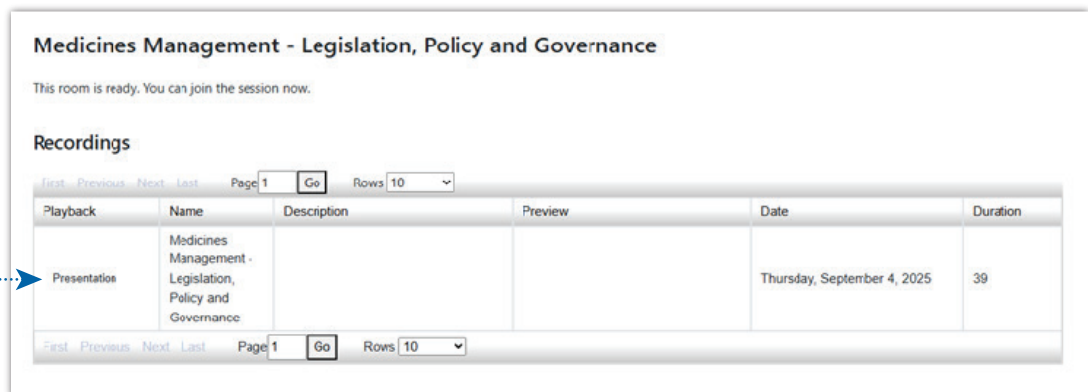 Medicines Management - Legislation, Policy and Governance
This room is ready. You can join the session now.
Recordings
First Previous Next Last Page 1 Go Rows 10
Playback Name Description Preview Date Duration
Medicines
Management -
Presentation Legislation, Thursday, September 4, 2025 39
Policy and
Governance
First Previous Next Last Page 1 Go Rows 10